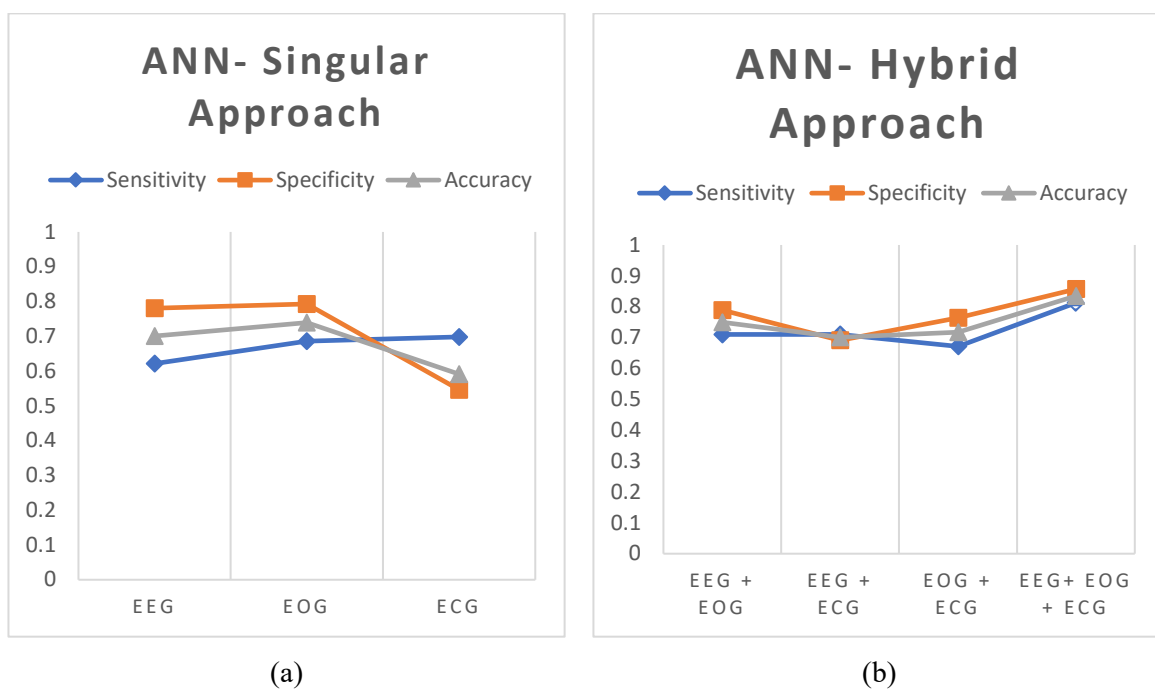 ANN- Singular
Approach
Sensitivity Specificity Accuracy
1
0.9
0.8
0.7
0.6
0.5
0.4
0.3
0.2
0.1
0
EEG EOG ECG
(a)
ANN- Hybrid
Approach
Sensitivity Specificity Accuracy
1
0.9
0.8
0.7
0.6
0.5
0.4
0.3
0.2
0.1
0
EEG + EEG + EOG + EEG+ EOG
EOG ECG ECG + ECG
(b)